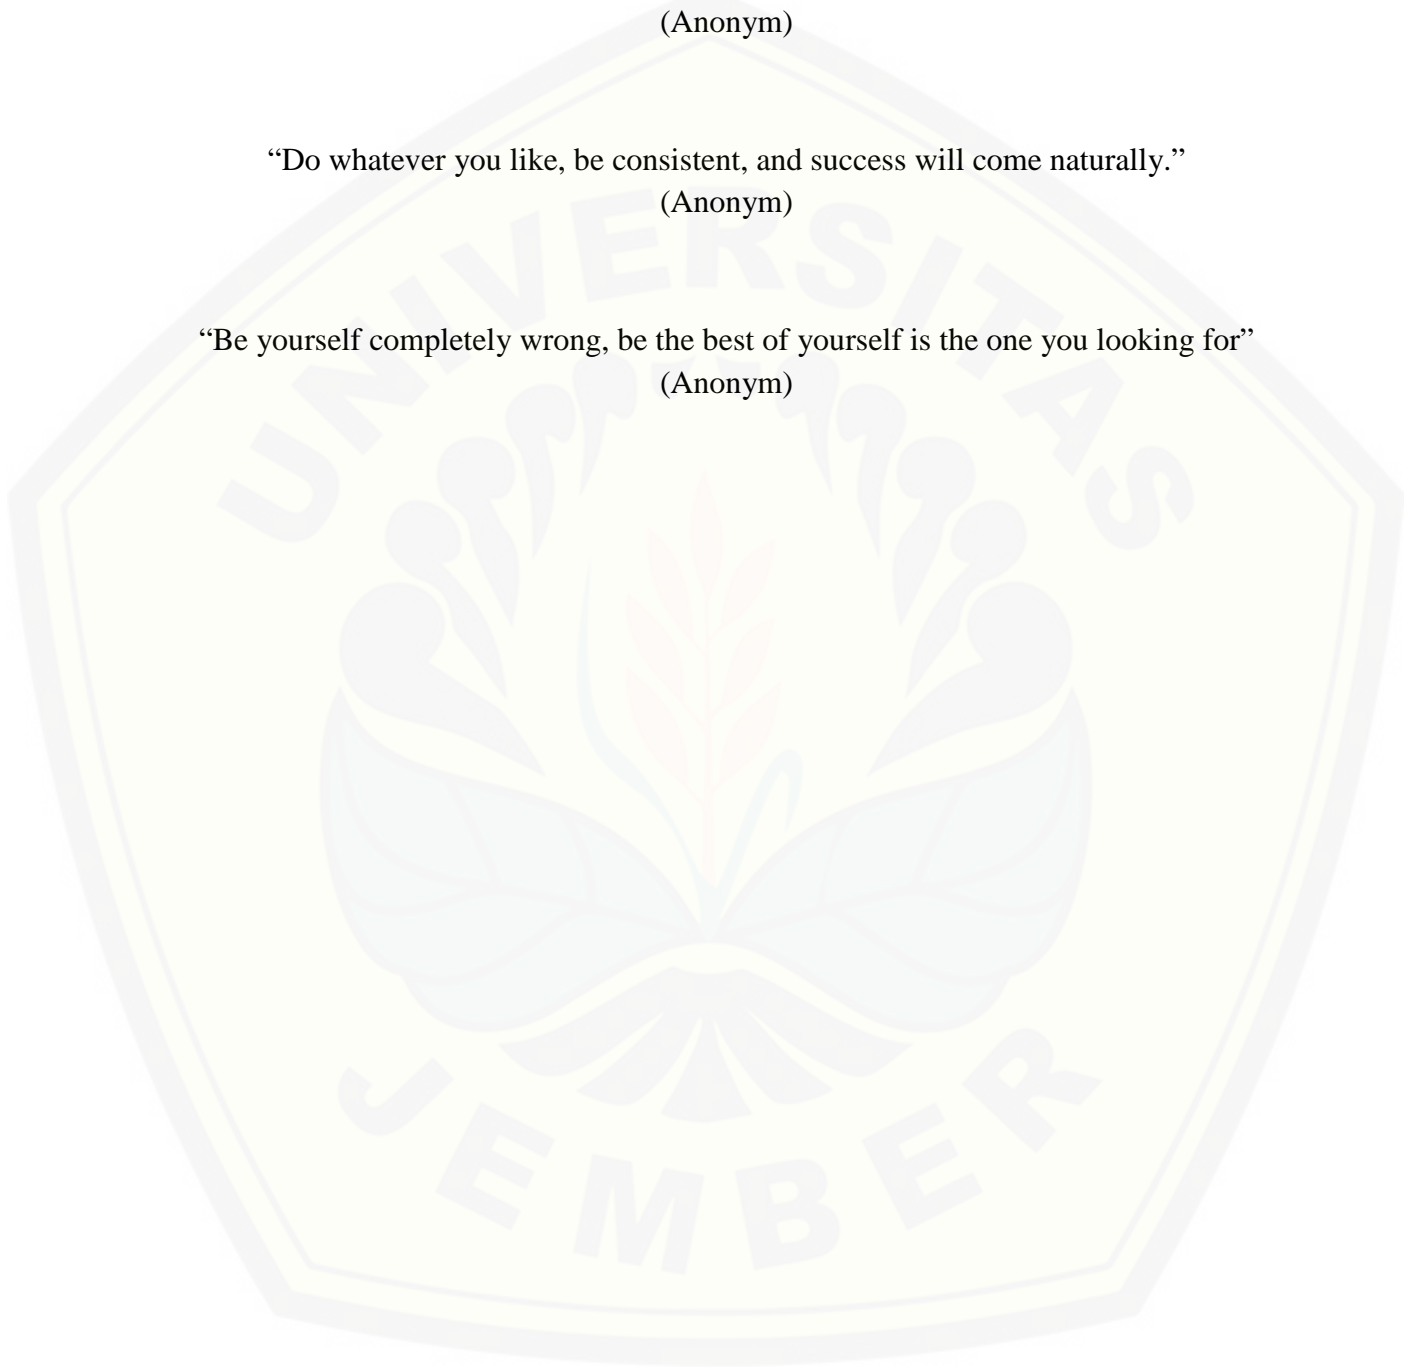 (Anonym)
“Do whatever you like, be consistent, and success will come naturally.”
(Anonym)
“Be yourself completely wrong, be the best of yourself is the one you looking for”
(Anonym)
UNIVERSITAS
JEMBER